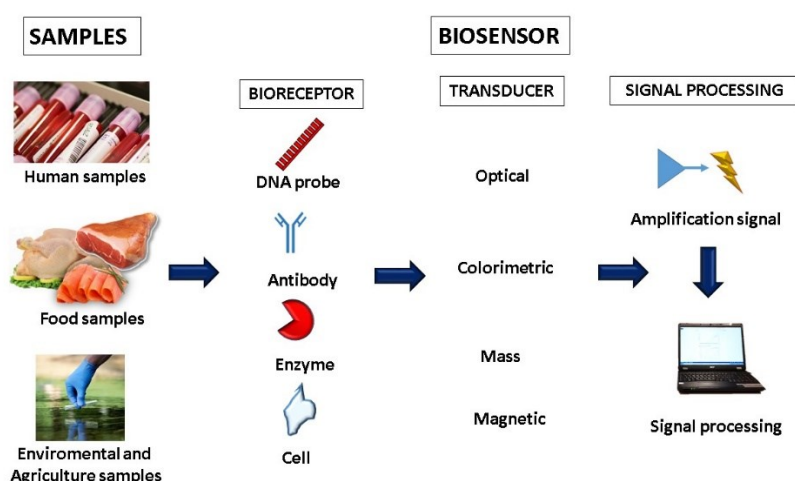 SAMPLES
BIOSENSOR
BIORECEPTOR
TRANSDUCER
SIGNAL PROCESSING
Human samples
DNA probe
Optical
Amplification signal
Food samples
Antibody
Colorimetric
Enzyme
Mass
Enviromental and
Agriculture samples
Cell
Magnetic
Signal processing